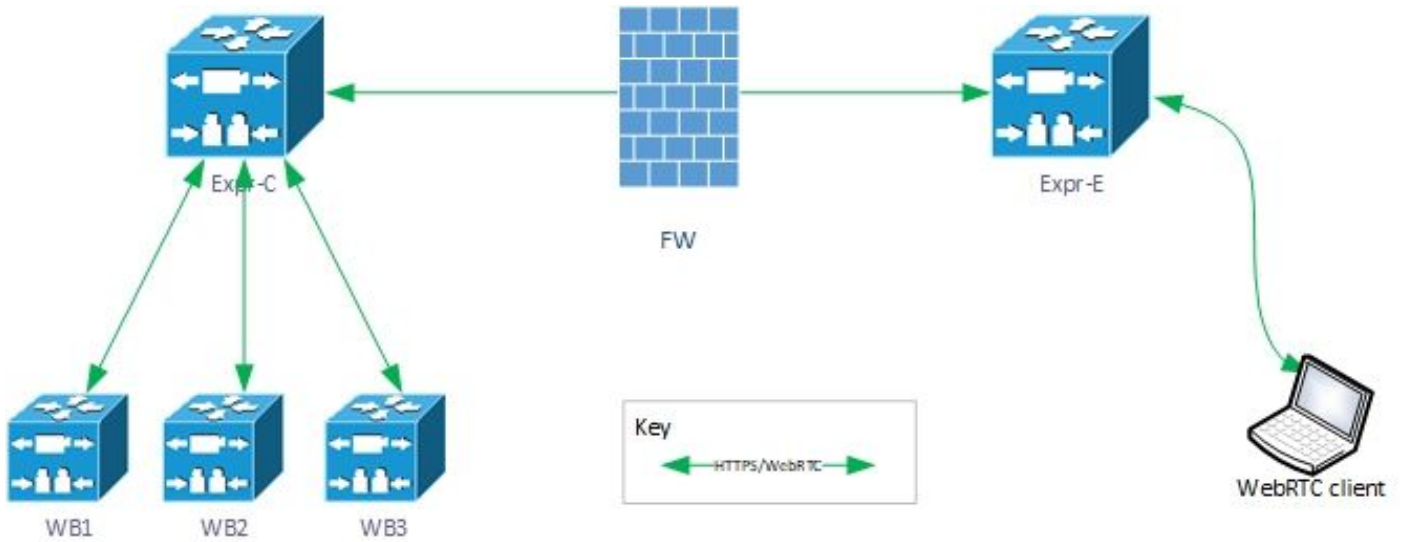 Expr-C
Expr-E
FW
Key
HTTPS/WebRTC
WebRTC client
WB1
WB2
WB3